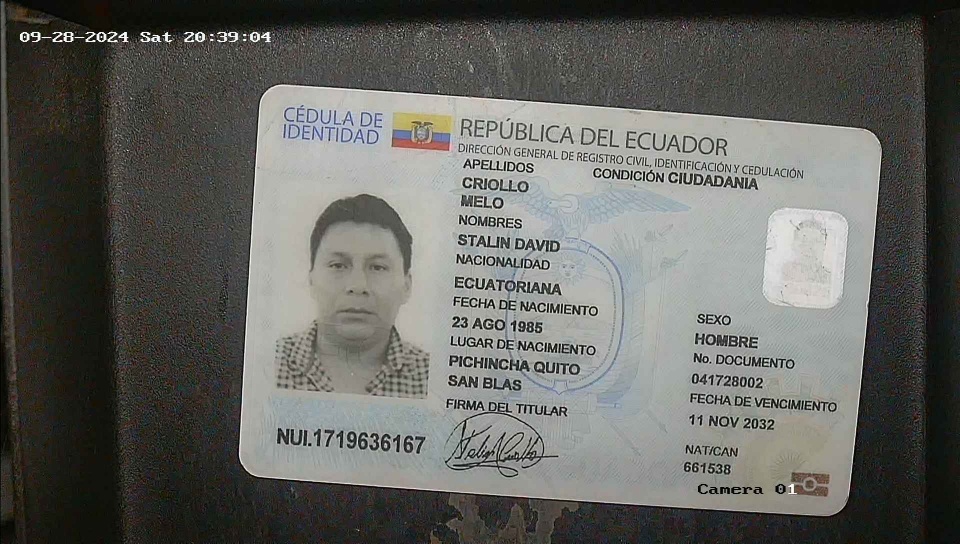 09-28-2024 Sat 20:39:04
CÉDULA DE
IDENTIDAD
REPÚBLICA DEL ECUADOR
DIRECCIÓN GENERAL DE REGISTRO CIVIL, IDENTIFICACIÓN Y CEDULACIÓN
APELLIDOS
CONDICIÓN CIUDADANIA
CRIOLLO
MELO
NOMBRES
STALIN DAVID
NACIONALIDAD
ECUATORIANA
FECHA DE NACIMIENTO
23 AGO 1985
LUGAR DE NACIMIENTO
PICHINCHA QUITO
SAN BLAS
FIRMA DEL TITULAR
SEXO
HOMBRE
No. DOCUMENTO
041728002
FECHA DE VENCIMIENTO
11 NOV 2032
NAT/CAN
661538
NUI.1719636167
Camera 01